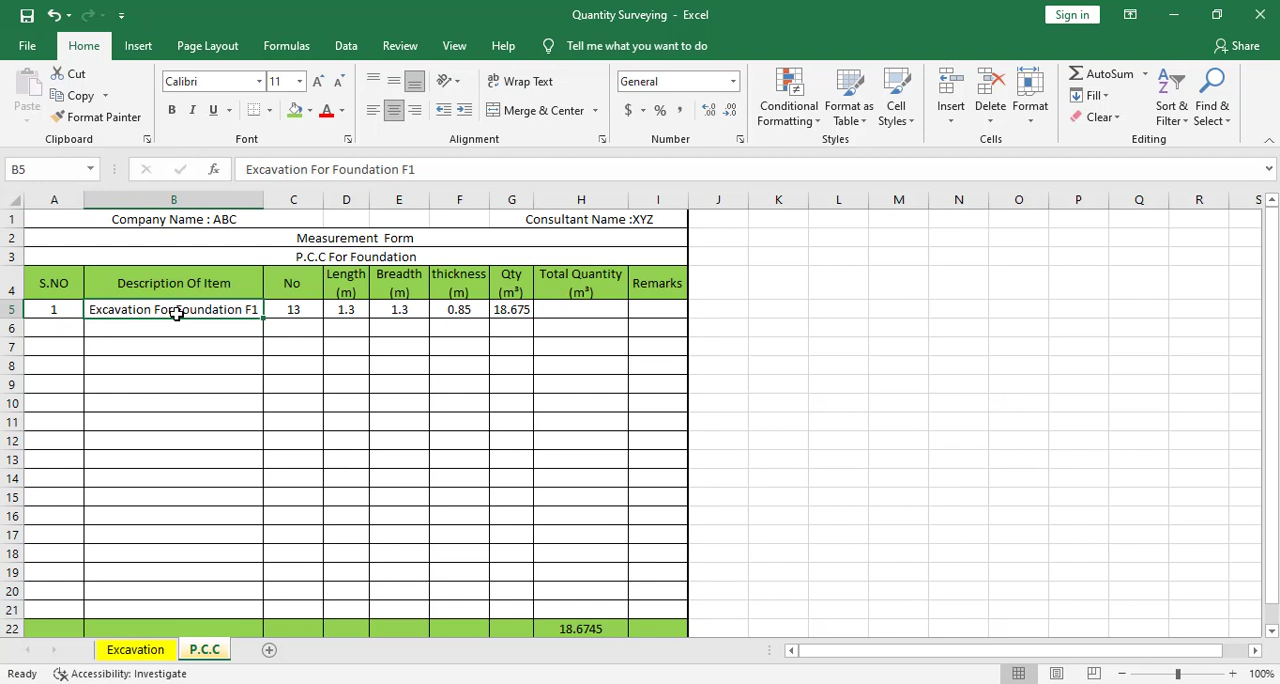 Quantity Surveying - Excel
Sign in
File Home Insert Page Layout Formulas Data Review View Help Tell me what you want to do Share
Paste Cut Copy Format Painter Clipboard
Calibri 11 A A B I U A Font
ab Wrap Text Merge & Center Alignment
General $ % , Number
Conditional Formatting Format as Table Cell Styles Styles
Insert Delete Format Cells
AutoSum Fill Clear Sort & Filter Find & Select Editing
B5 fx Excavation For Foundation F1
A B C D E F G H I J K L M N O P Q R S
1 Company Name : ABC Consultant Name :XYZ
2 Measurement Form
3 P.C.C For Foundation
4 S.NO Description Of Item No Length (m) Breadth (m) thickness (m) Qty (m³) Total Quantity (m³) Remarks
5 1 Excavation For Foundation F1 13 1.3 1.3 0.85 18.675
6
7
8
9
10
11
12
13
14
15
16
17
18
19
20
21
22 18.6745
Excavation P.C.C
Ready Accessibility: Investigate 100%